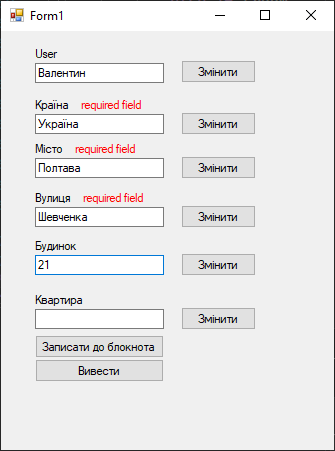 Form1
User
Валентин
Змінити
Країна required field
Україна
Змінити
Місто required field
Полтава
Змінити
Вулиця required field
Шевченка
Змінити
Будинок
21
Змінити
Квартира
Змінити
Записати до блокнота
Вивести